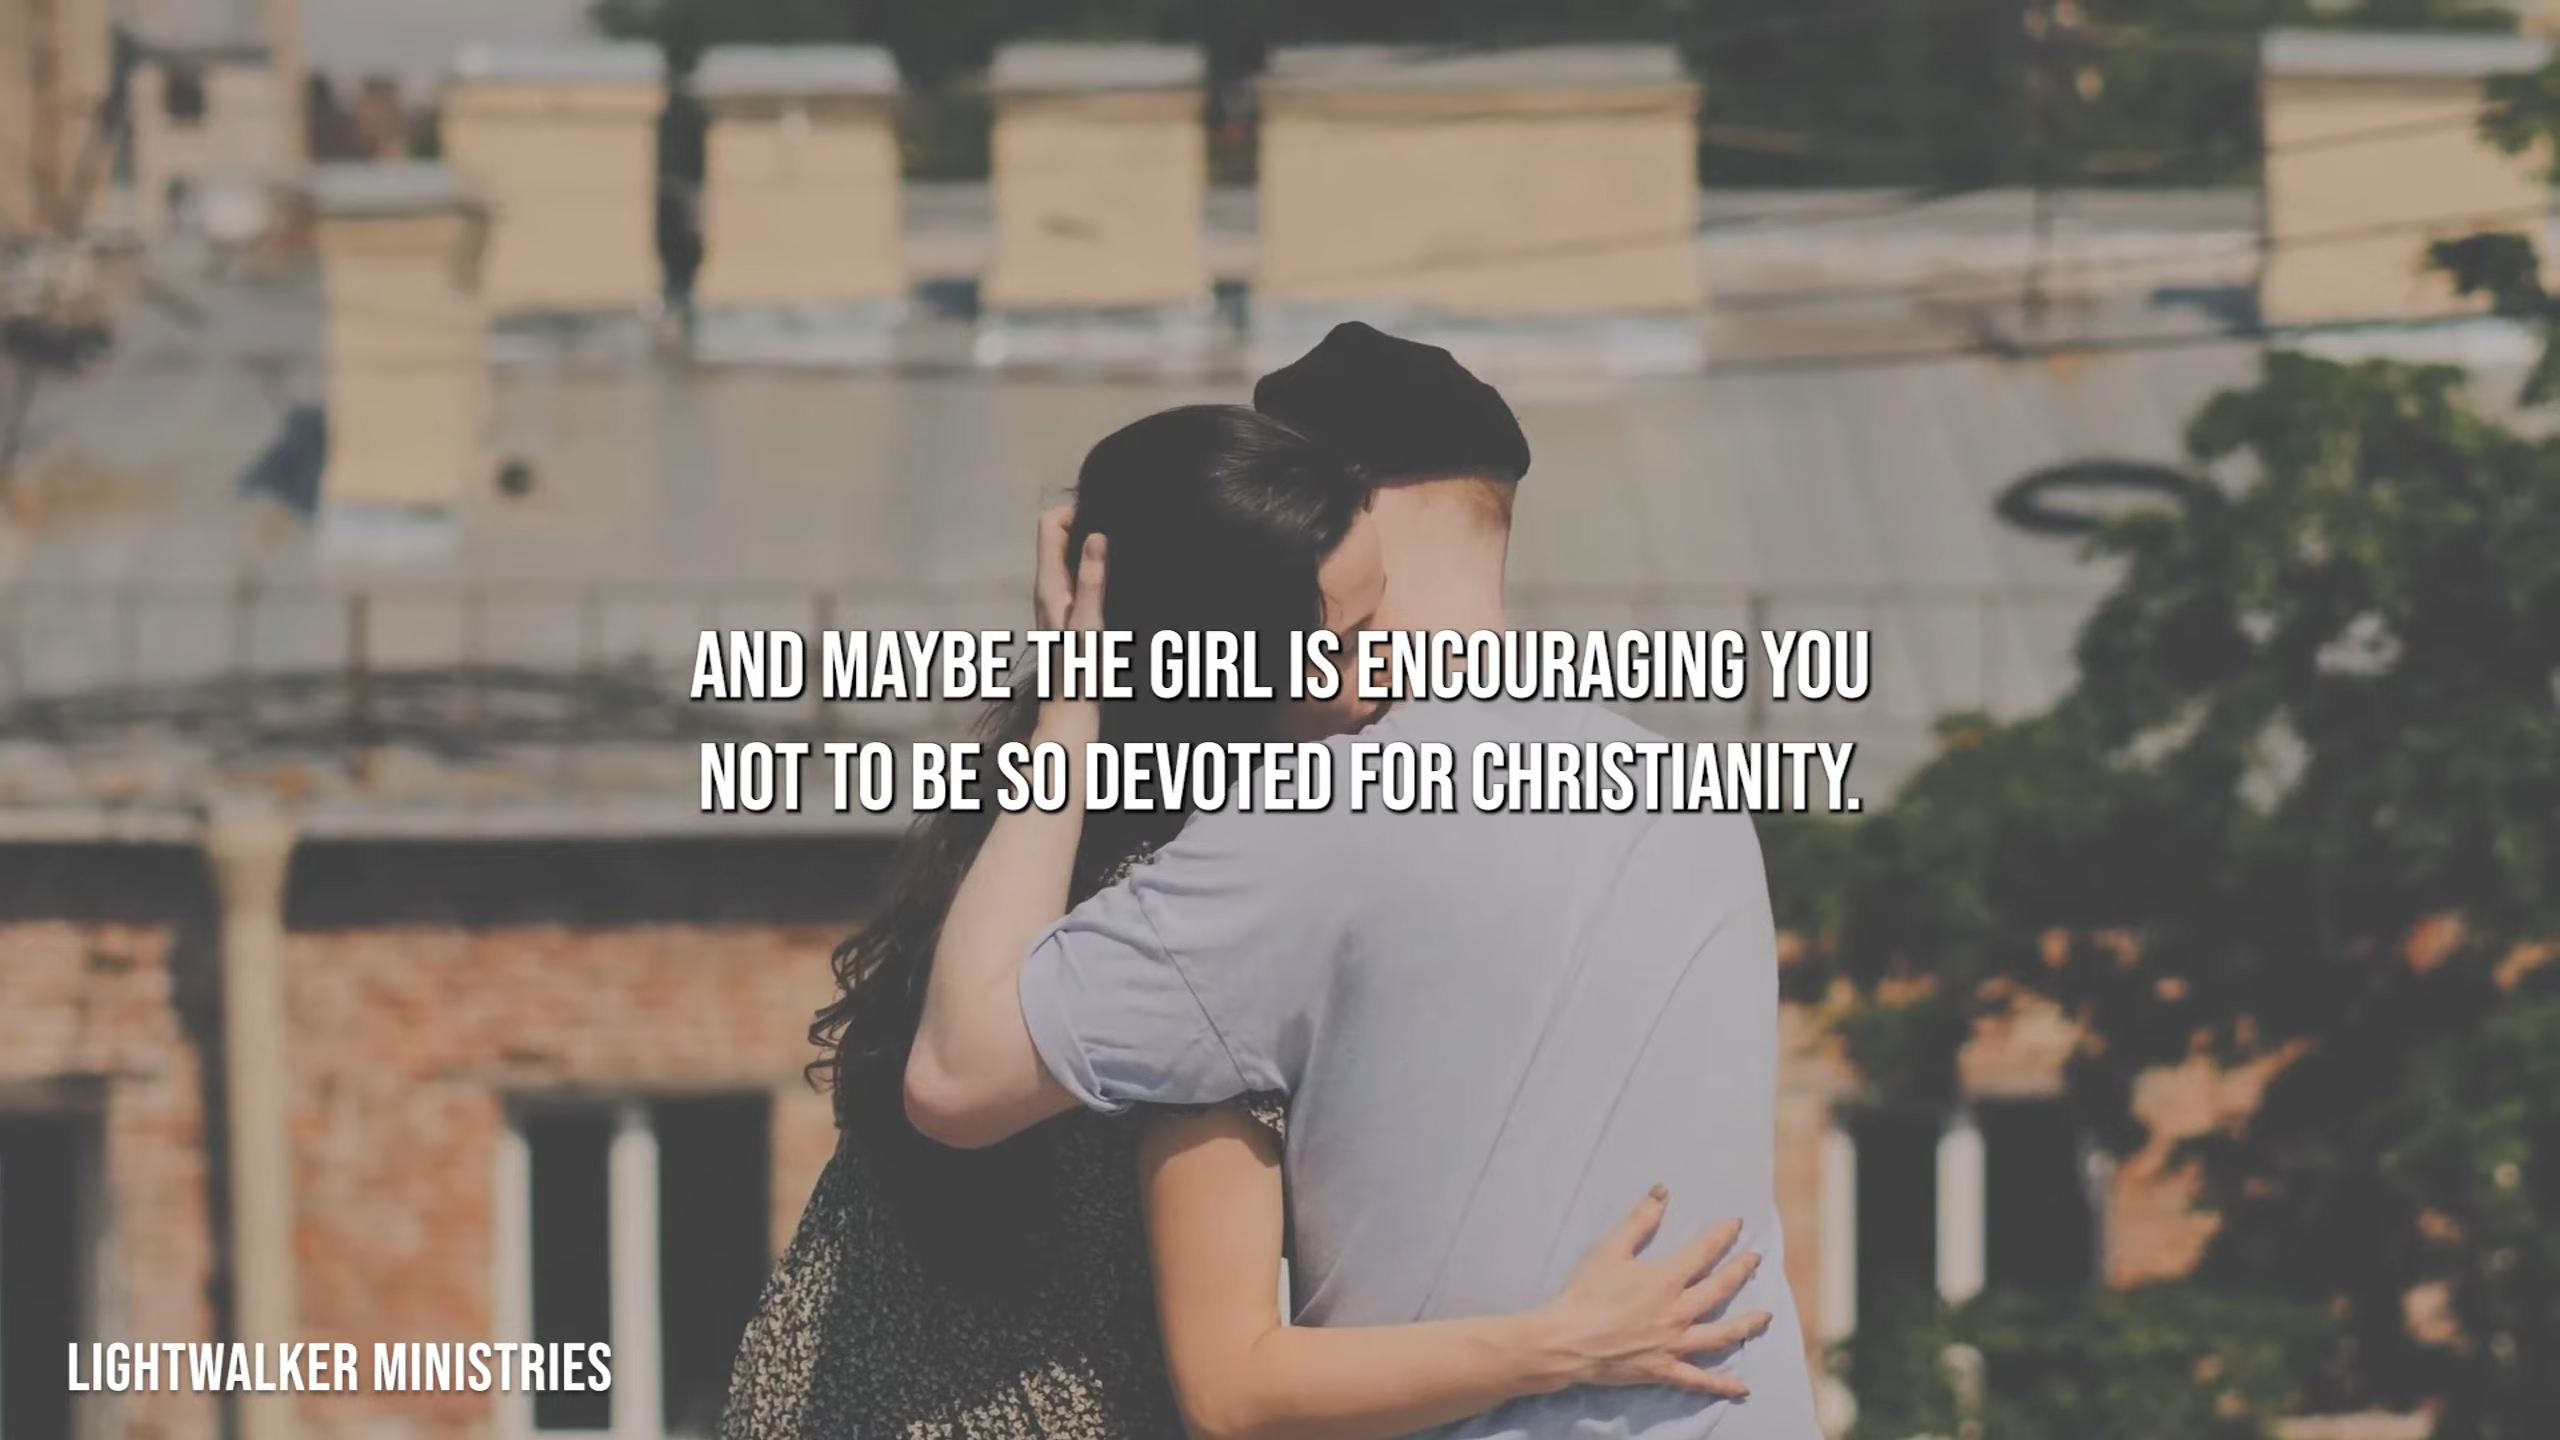 AND MAYBE THE GIRL IS ENCOURAGING YOU
NOT TO BE SO DEVOTED FOR CHRISTIANITY.
LIGHTWALKER MINISTRIES